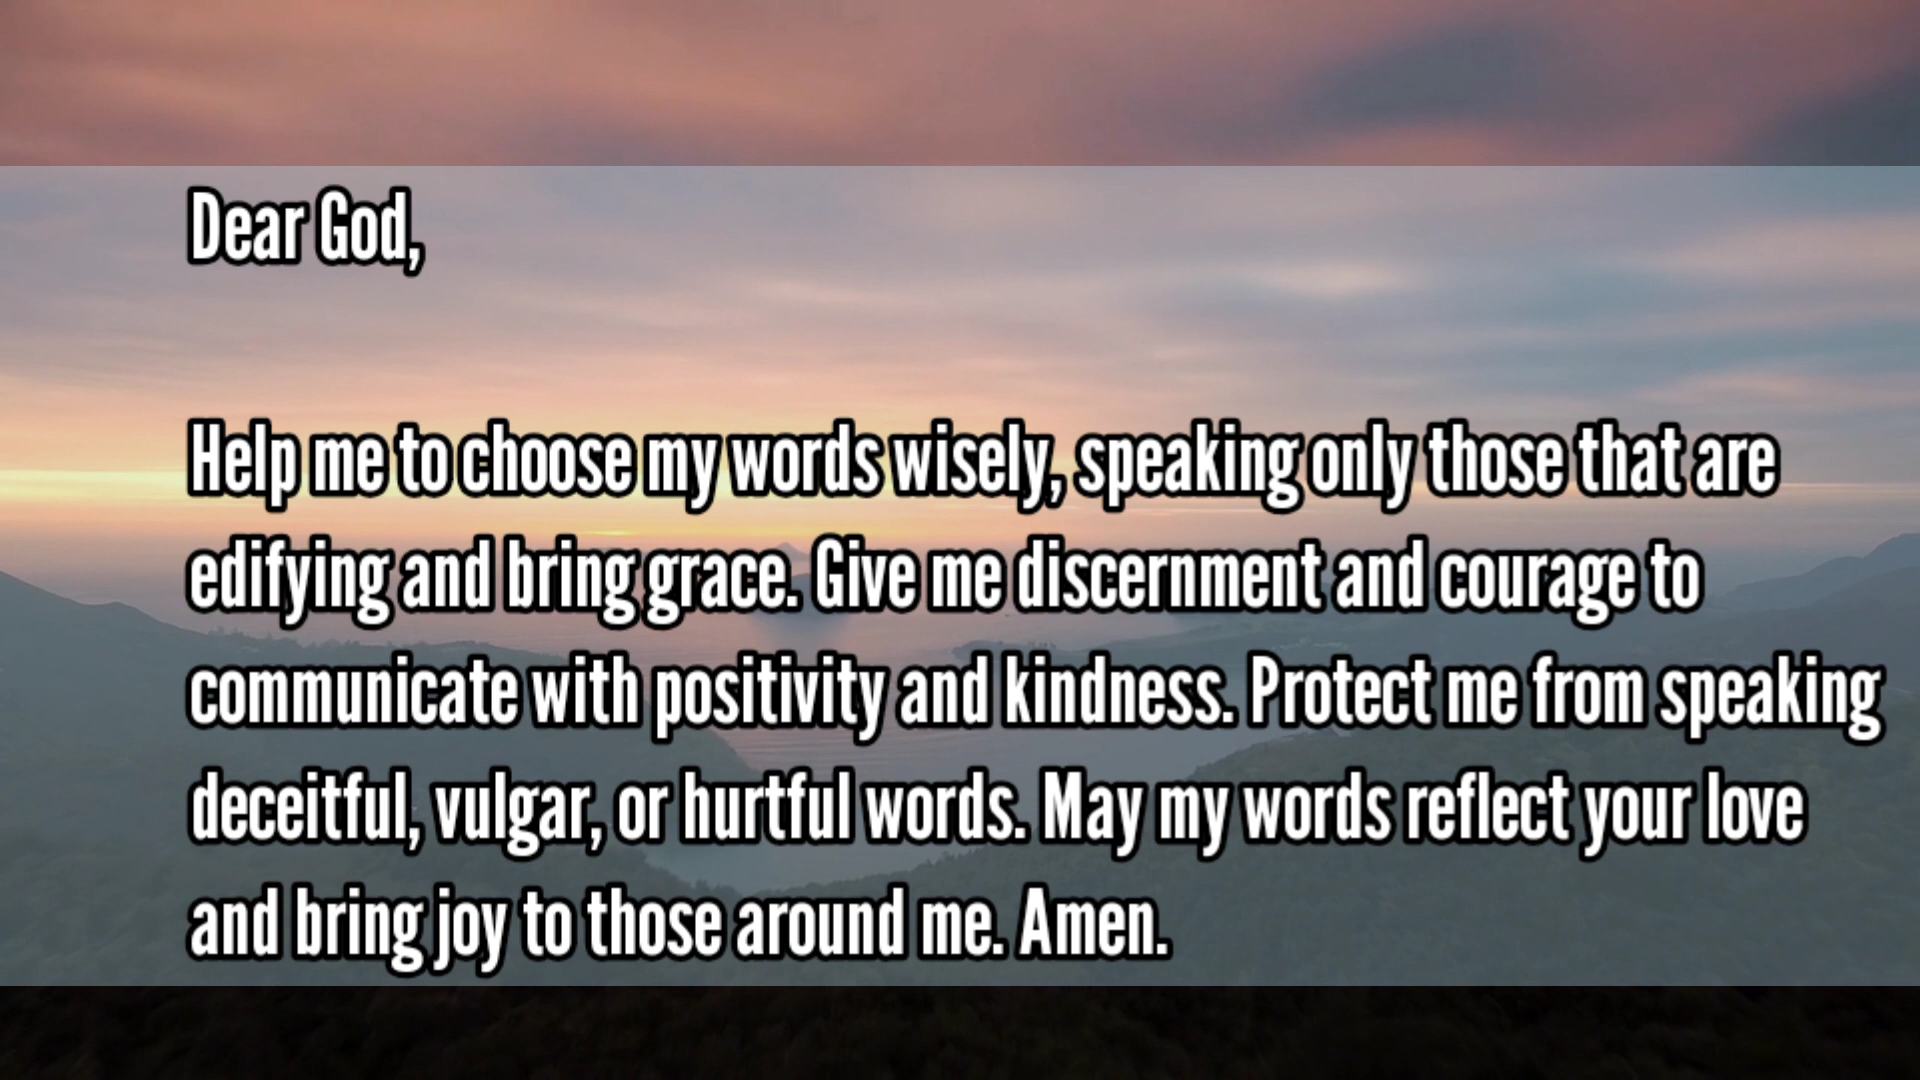 Dear God,
Help me to choose my words wisely, speaking only those that are
edifying and bring grace. Give me discernment and courage to
communicate with positivity and kindness. Protect me from speaking
deceitful, vulgar, or hurtful words. May my words reflect your love
and bring joy to those around me. Amen.